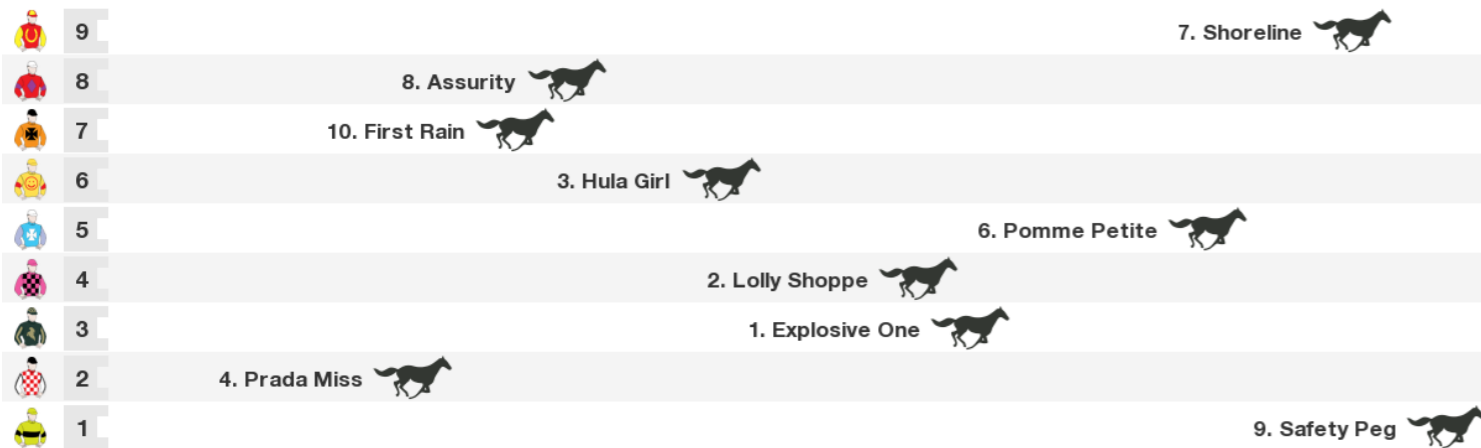 9 7. Shoreline
8 8. Assurity
7 10. First Rain
6 3. Hula Girl
5 6. Pomme Petite
4 2. Lolly Shoppe
3 1. Explosive One
2 4. Prada Miss
1 9. Safety Peg